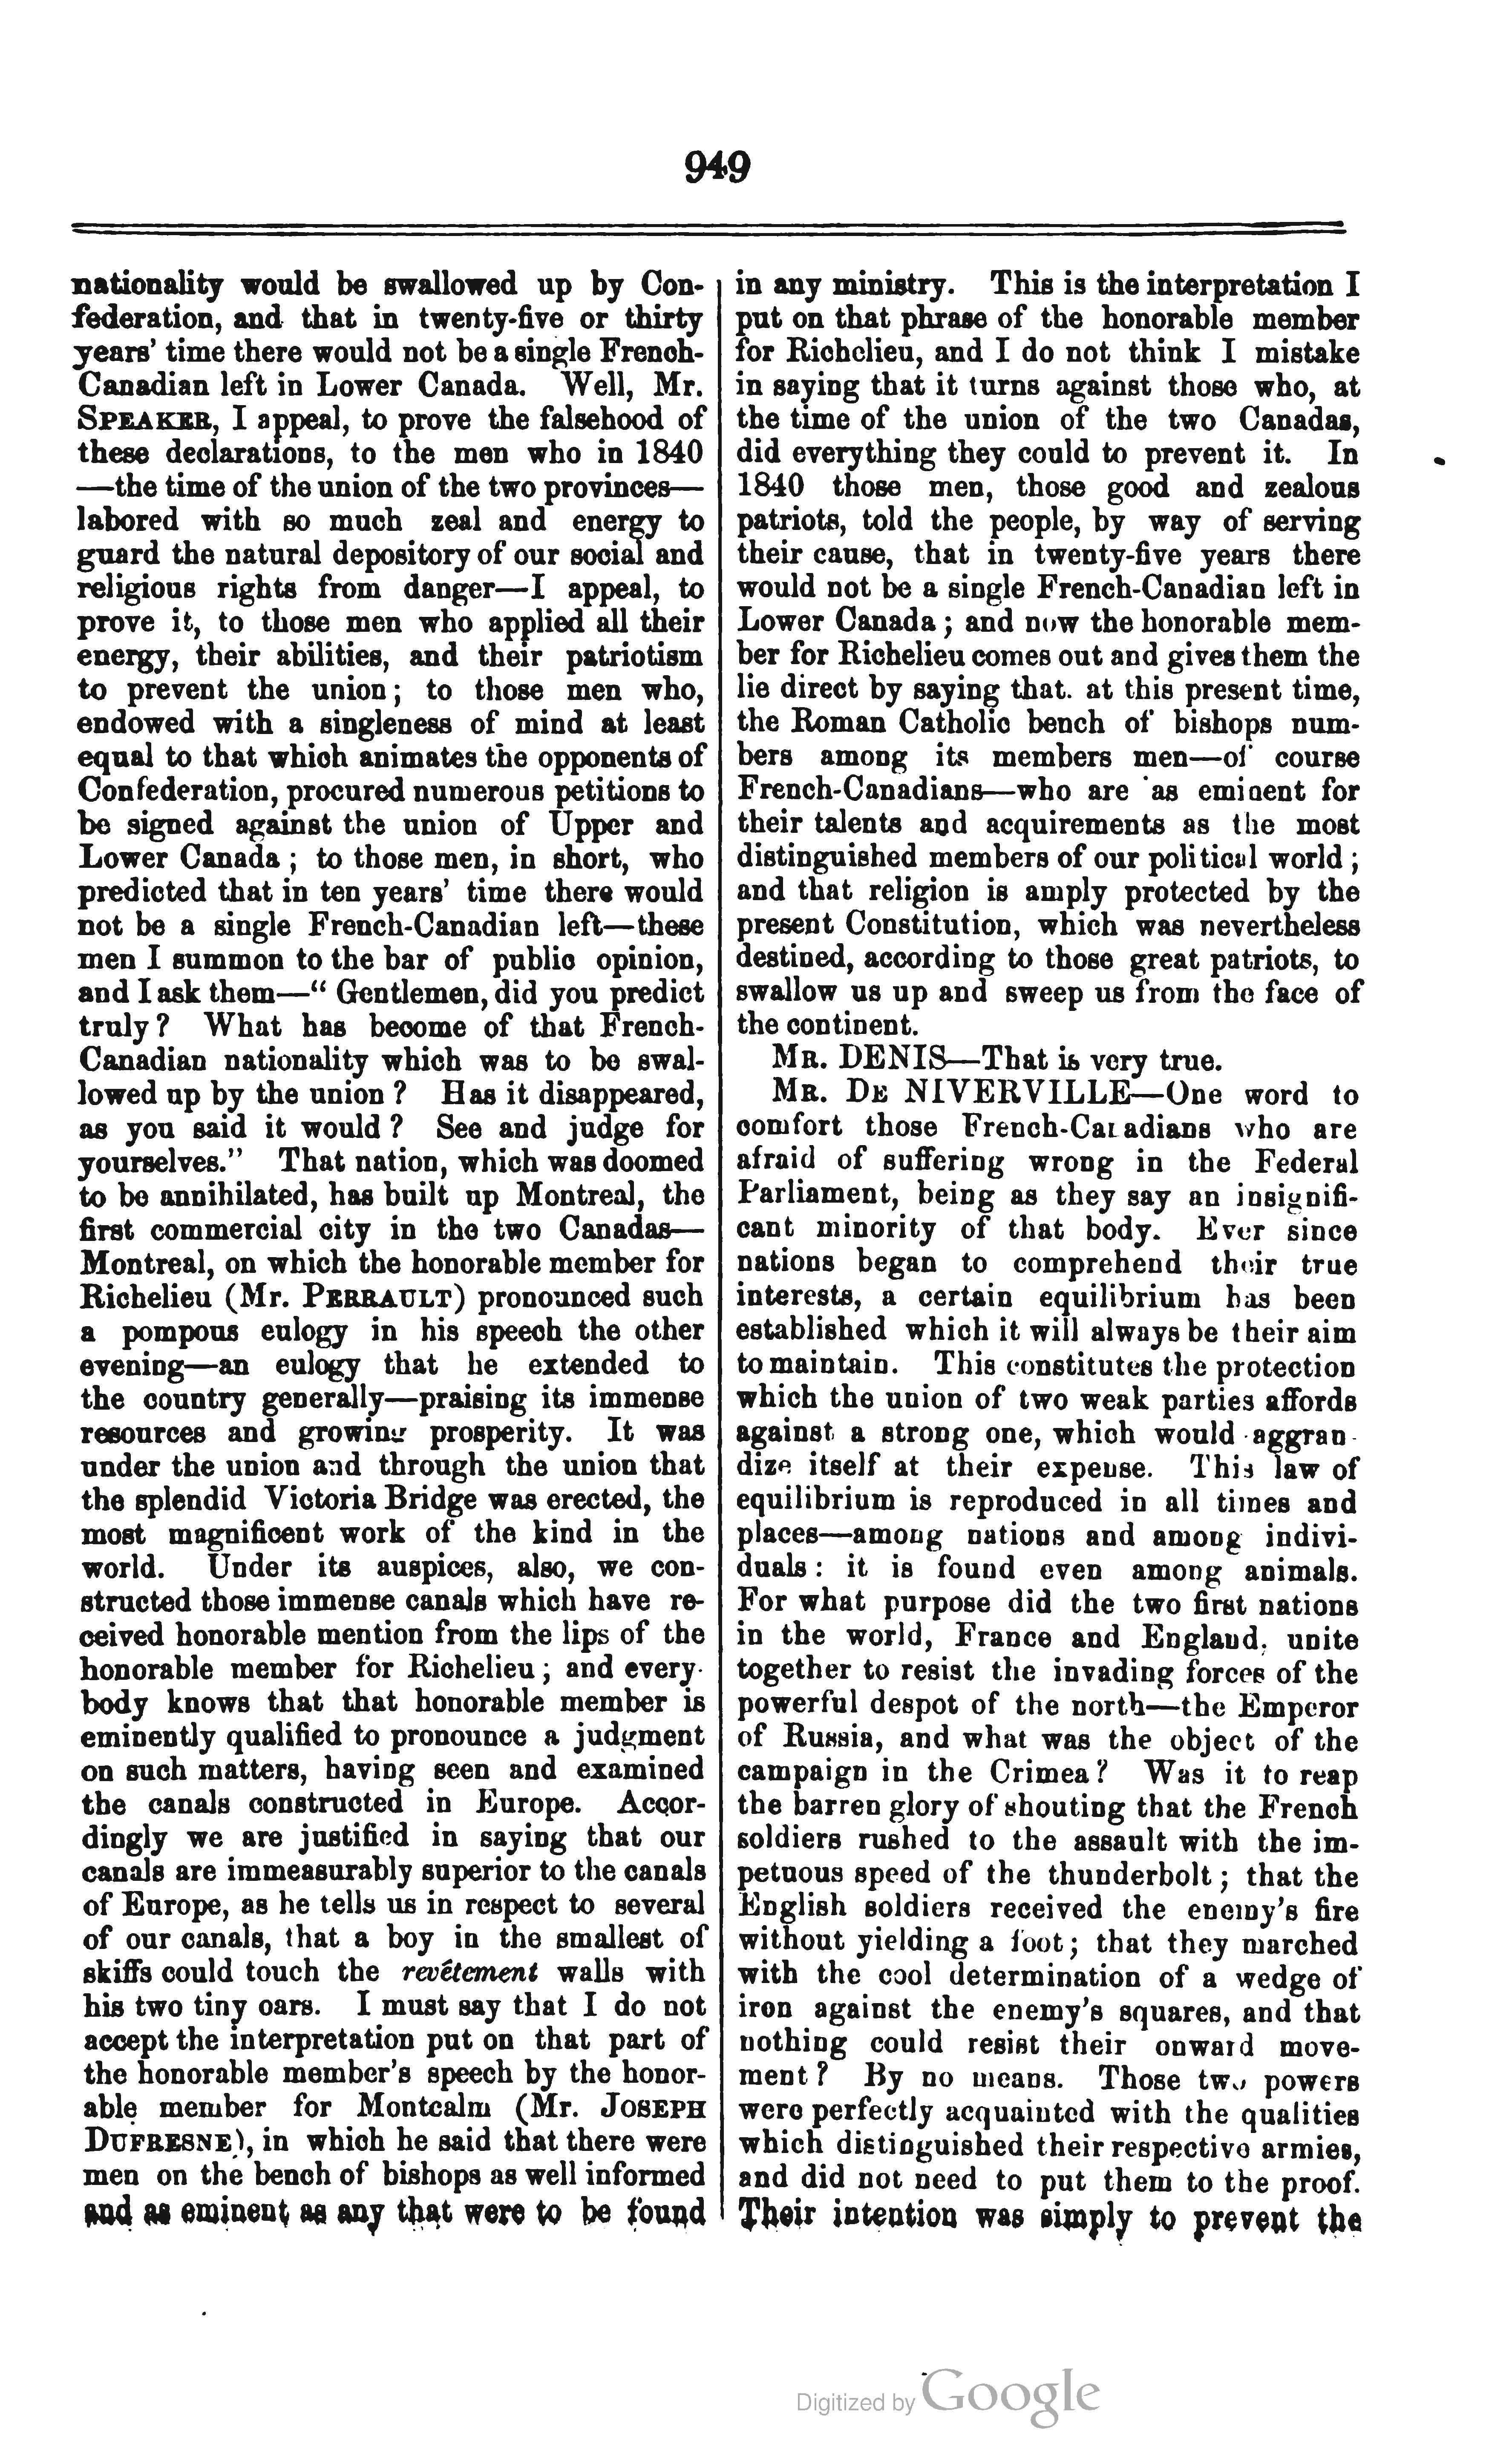 949
nationality would be swallowed up by Con-
federation, and that in twenty-five or thirty
years' time there would not be a single French-
Canadian left in Lower Canada. Well, Mr.
SPEAKER, I appeal, to prove the falsehood of
these declarations, to the men who in 1840
—the time of the union of the two provinces—
labored with so much zeal and energy to
guard the natural depository of our social and
religious rights from danger—I appeal, to
prove it, to those men who applied all their
energy, their abilities, and their patriotism
to prevent the union; to those men who,
endowed with a singleness of mind at least
equal to that which animates the opponents of
Confederation, procured numerous petitions to
be signed against the union of Upper and
Lower Canada; to those men, in short, who
predicted that in ten years' time there would
not be a single French-Canadian left—these
men I summon to the bar of public opinion,
and I ask them—"Gentlemen, did you predict
truly? What has become of that French-
Canadian nationality which was to be swal-
lowed up by the union? Has it disappeared,
as you said it would? See and judge for
yourselves." That nation, which was doomed
to be annihilated, has built up Montreal, the
first commercial city in the two Canadas—
Montreal, on which the honorable member for
Richelieu (Mr. PERRAULT) pronounced such
a pompous eulogy in his speech the other
evening—an eulogy that he extended to
the country generally—praising its immense
resources and growing prosperity. It was
under the union and through the union that
the splendid Victoria Bridge was erected, the
most magnificent work of the kind in the
world. Under its auspices, also, we con-
structed those immense canals which have re-
ceived honorable mention from the lips of the
honorable member for Richelieu; and every-
body knows that that honorable member is
eminently qualified to pronounce a judgment
on such matters, having seen and examined
the canals constructed in Europe. Accor-
dingly we are justified in saying that our
canals are immeasurably superior to the canals
of Europe, as he tells us in respect to several
of our canals, that a boy in the smallest of
skiffs could touch the revêtement walls with
his two tiny oars. I must say that I do not
accept the interpretation put on that part of
the honorable member's speech by the honor-
able member for Montcalm (Mr. JOSEPH
DUFRESNE), in which he said that there were
men on the bench of bishops as well informed
and as eminent as any that were to be found
in any ministry. This is the interpretation I
put on that phrase of the honorable member
for Richelieu, and I do not think I mistake
in saying that it turns against those who, at
the time of the union of the two Canadas,
did everything they could to prevent it. In
1840 those men, those good and zealous
patriots, told the people, by way of serving
their cause, that in twenty-five years there
would not be a single French-Canadian left in
Lower Canada; and now the honorable mem-
ber for Richelieu comes out and gives them the
lie direct by saying that. at this present time,
the Roman Catholic bench of bishops num-
bers among its members men—of course
French-Canadians—who are as eminent for
their talents and acquirements as the most
distinguished members of our political world;
and that religion is amply protected by the
present Constitution, which was nevertheless
destined, according to those great patriots, to
swallow us up and sweep us from the face of
the continent.
MR. DENIS—That is very true.
MR. DE NIVERVILLE—One word to
comfort those French-Canadians who are
afraid of suffering wrong in the Federal
Parliament, being as they say an insignifi-
cant minority of that body. Ever since
nations began to comprehend their true
interests, a certain equilibrium has been
established which it will always be their aim
to maintain. This constitutes the protection
which the union of two weak parties affords
against a strong one, which would aggran-
dize itself at their expense. This law of
equilibrium is reproduced in all times and
places—among nations and among indivi-
duals: it is found even among animals.
For what purpose did the two first nations
in the world, France and England, unite
together to resist the invading forces of the
powerful despot of the north—the Emperor
of Russia, and what was the object of the
campaign in the Crimea? Was it to reap
the barren glory of shouting that the French
soldiers rushed to the assault with the im-
petuous speed of the thunderbolt; that the
English soldiers received the enemy's fire
without yielding a foot; that they marched
with the cool determination of a wedge of
iron against the enemy's squares, and that
nothing could resist their onward move-
ment? By no means. Those two powers
were perfectly acquainted with the qualities
which distinguished their respective armies,
and did not need to put them to the proof.
Their intention was simply to prevent the
Digitized by Google